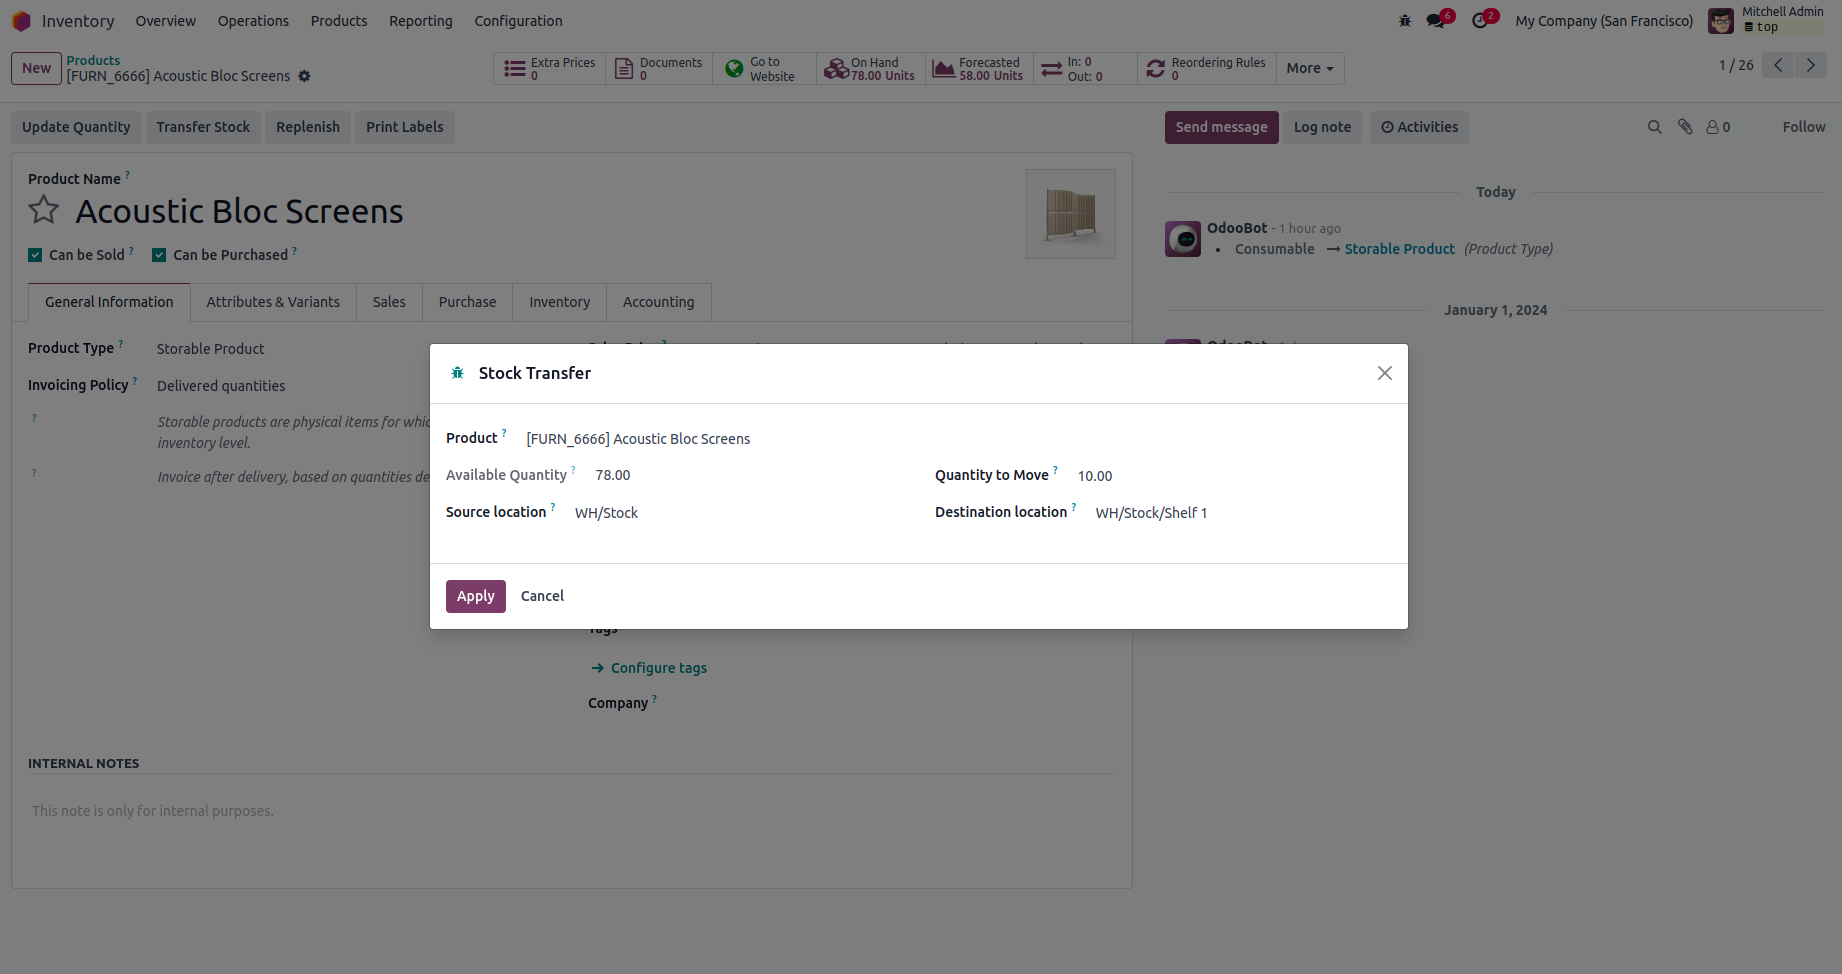 Inventory Overview Operations Products Reporting Configuration 6 2 My Company (San Francisco) Mitchell Admin
top
New Products
[FURN_6666] Acoustic Bloc Screens
Extra Prices
0
Documents
0
Go to
Website
On Hand
78.00 Units
Forecasted
58.00 Units
In: 0
Out: 0
Reordering Rules
0
More
1 / 26
Update Quantity Transfer Stock Replenish Print Labels
Send message Log note Activities 0 Follow
Product Name ?
Acoustic Bloc Screens
Can be Sold ? Can be Purchased ?
General Information Attributes & Variants Sales Purchase Inventory Accounting
Product Type ? Storable Product
Invoicing Policy ? Delivered quantities
? Storable products are physical items for
inventory level.
? Invoice after delivery, based on quantities
Today
OdooBot - 1 hour ago
• Consumable → Storable Product (Product Type)
January 1, 2024
Stock Transfer
Product ? [FURN_6666] Acoustic Bloc Screens
Available Quantity ? 78.00 Quantity to Move ? 10.00
Source location ? WH/Stock Destination location ? WH/Stock/Shelf 1
Apply Cancel
Tags
→ Configure tags
Company ?
INTERNAL NOTES
This note is only for internal purposes.